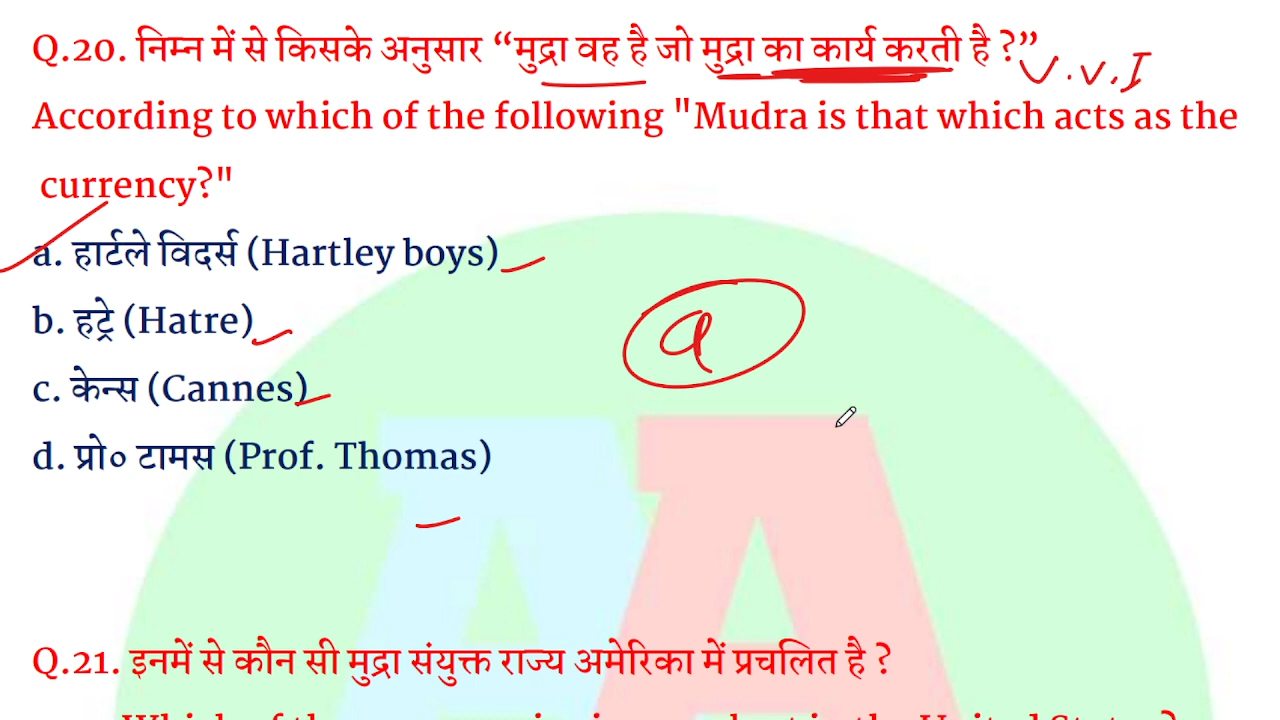 Q.20. निम्न में से किसके अनुसार “मुद्रा वह है जो मुद्रा का कार्य करती है ?” V.V.I
According to which of the following "Mudra is that which acts as the
currency?"
a. हार्टले विदर्स (Hartley boys)
b. हट्रे (Hatre)
a
c. केन्स (Cannes)
d. प्रो० टामस (Prof. Thomas)
Q.21. इनमें से कौन सी मुद्रा संयुक्त राज्य अमेरिका में प्रचलित है ?